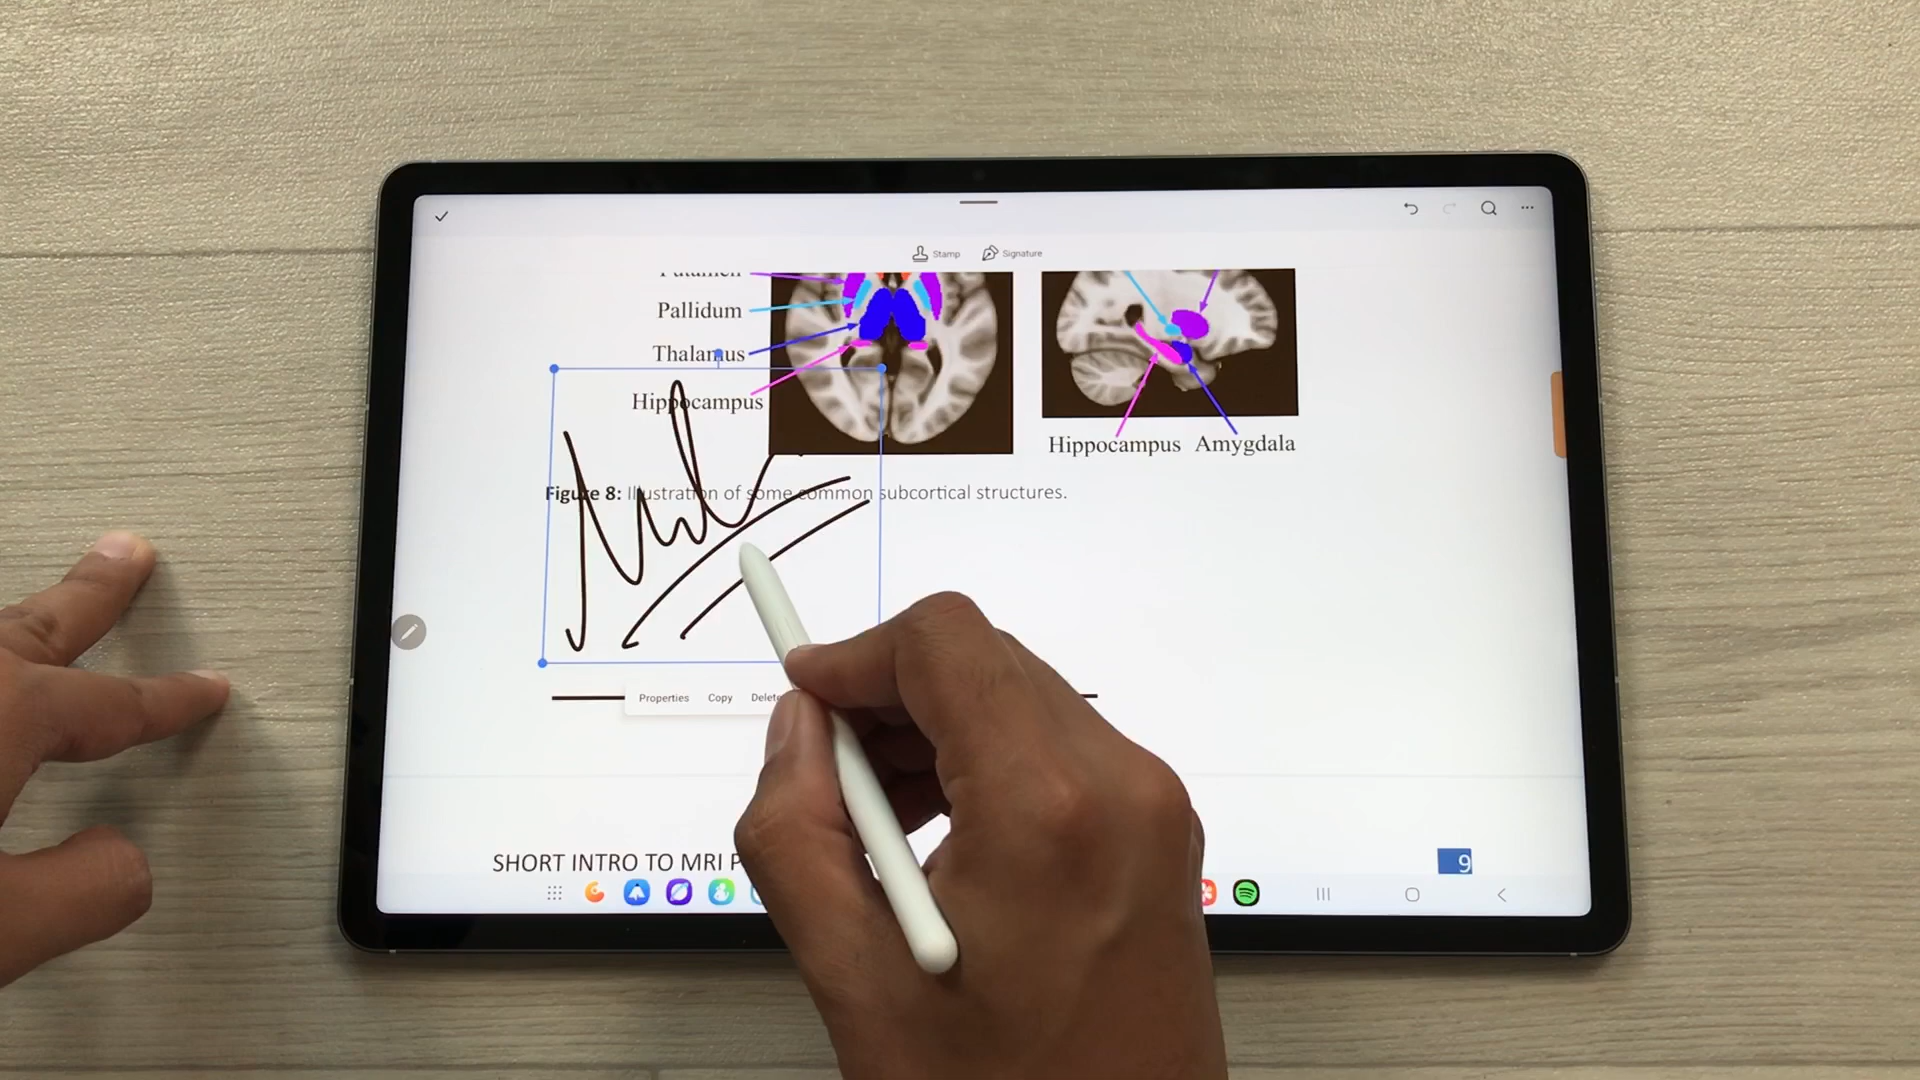 Stamp Signature
Pallidum
Thalamus
Hippocampus
Hippocampus Amygdala
Figure 8: Illustration of some common subcortical structures.
Properties Copy Delete
SHORT INTRO TO MRI
9